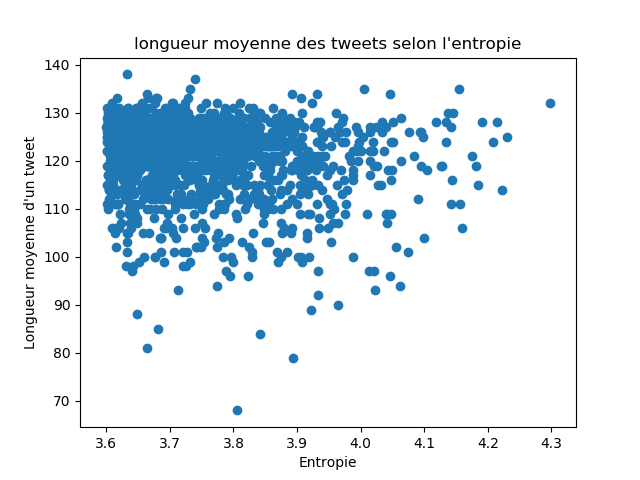 longueur moyenne des tweets selon l'entropie
Longueur moyenne d'un tweet
140
130
120
110
100
90
80
70
3.6 3.7 3.8 3.9 4.0 4.1 4.2 4.3
Entropie